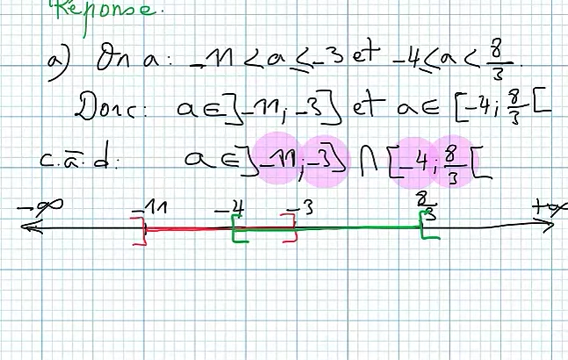 Réponse.
a) On a: -11 < a ≤ -3 et -4 ≤ a < 8/3.
Donc: a ∈ ]-11; -3] et a ∈ [-4; 8/3[
c.à.d: a ∈ ]-11; -3] ∩ [-4; 8/3[
-∞ -11 -4 -3 8/3 +∞